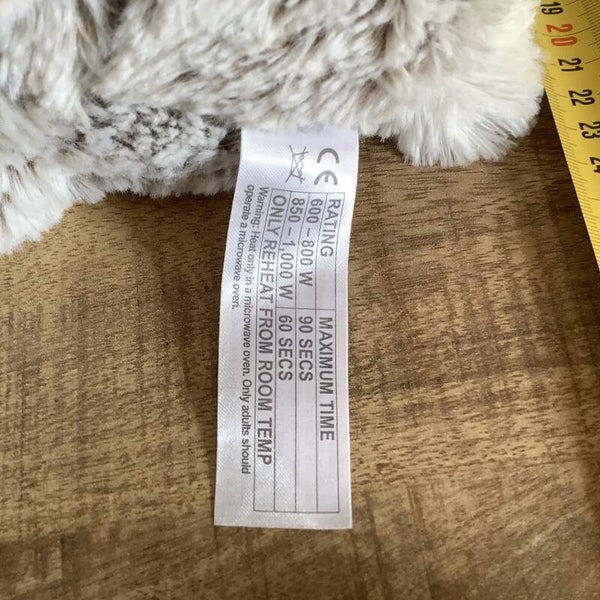 CE
RATING MAXIMUM TIME
600 – 800 W 90 SECS
850 – 1,000 W 60 SECS
ONLY REHEAT FROM ROOM TEMP
Warning: Heat only in a microwave oven. Only adults should
operate a microwave oven.
19
20
21
22
23
24